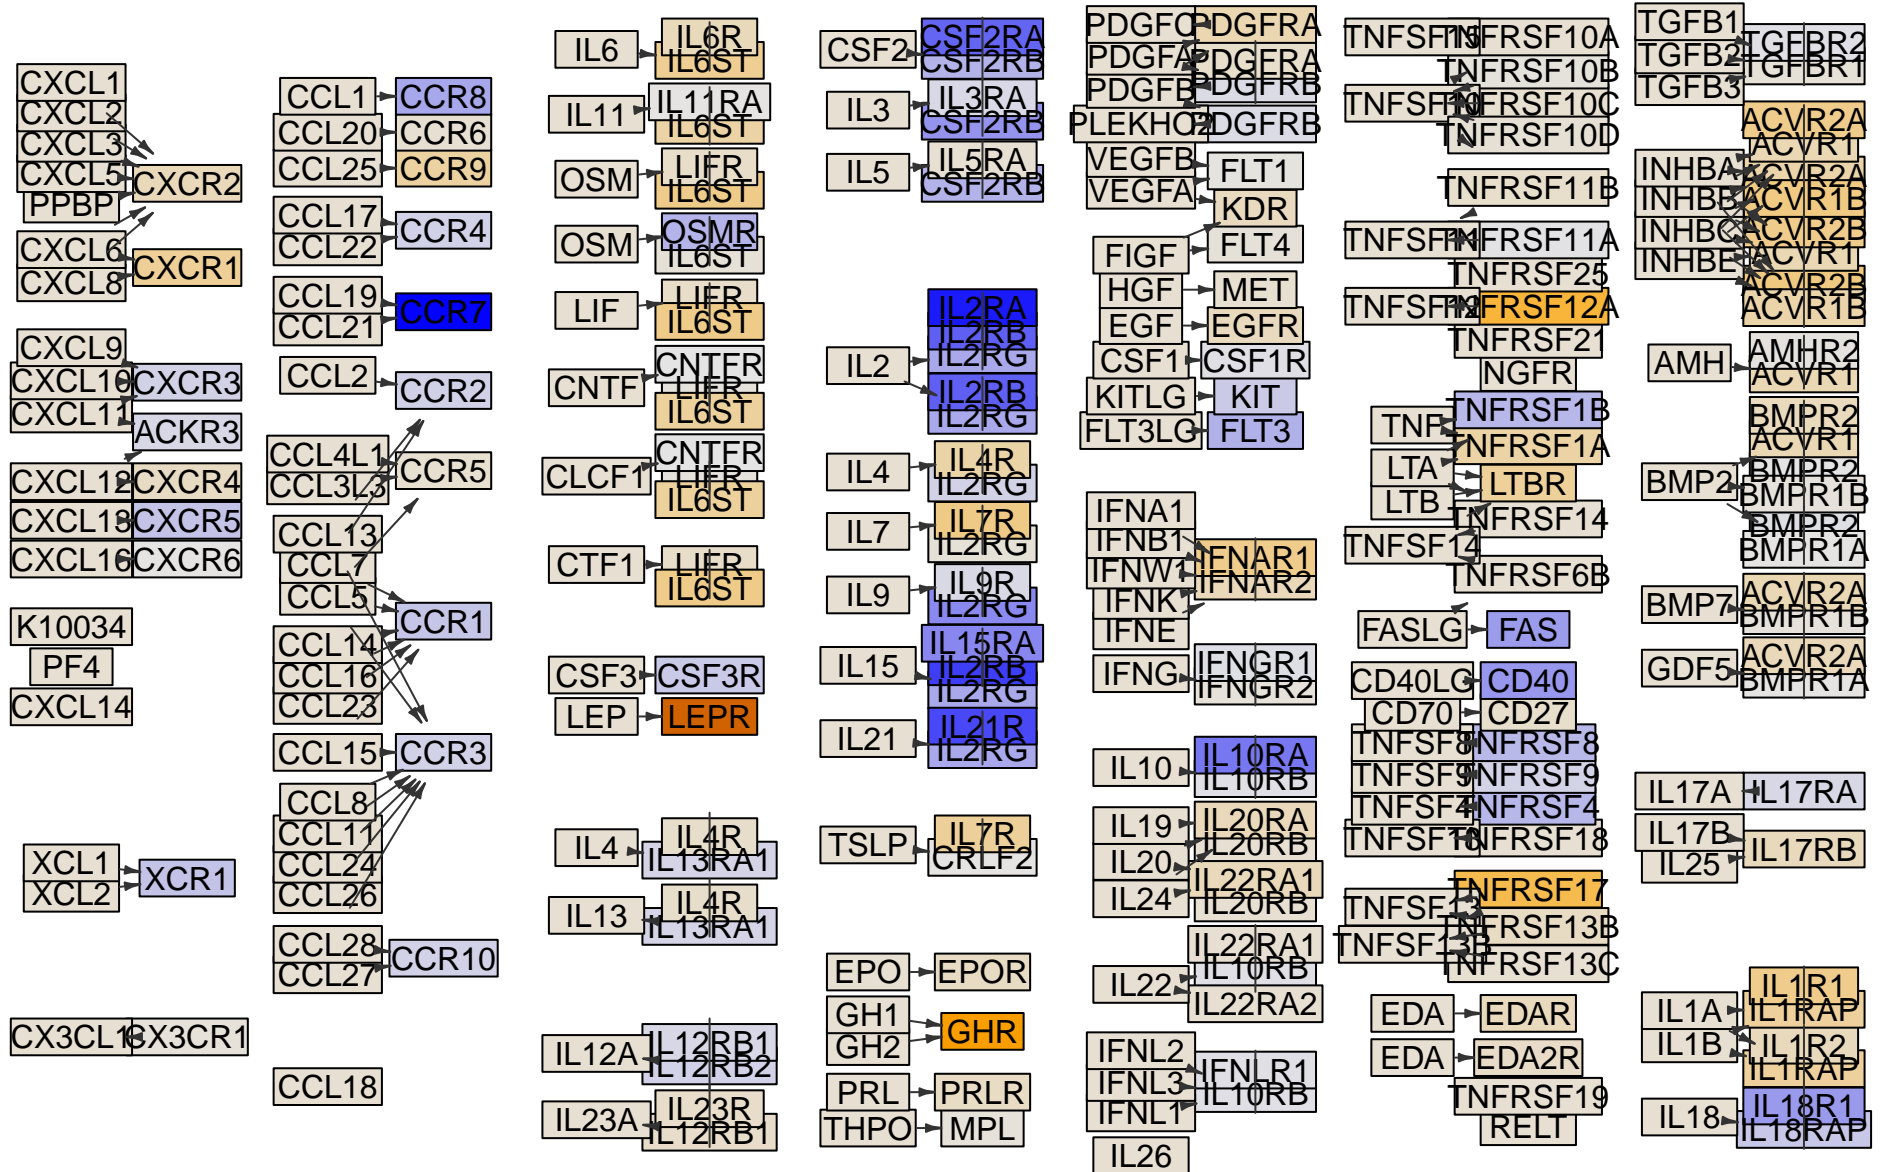 CXCL1
CXCL2
CXCL3
CXCL5
PPBP
CXCR2
CXCL6
CXCL8
CXCR1
CXCL9
CXCL10
CXCR3
CXCL11
ACKR3
CXCL12
CXCR4
CXCL13
CXCR5
CXCL16
CXCR6
K10034
PF4
CXCL14
XCL1
XCL2
XCR1
CX3CL1
CX3CR1
CCL1
CCR8
CCL20
CCR6
CCL25
CCR9
CCL17
CCL22
CCR4
CCL19
CCL21
CCR7
CCL2
CCR2
CCL4L1
CCL3L3
CCR5
CCL13
CCL7
CCL5
CCR1
CCL14
CCL16
CCL23
CCL15
CCR3
CCL8
CCL11
CCL24
CCL26
CCL28
CCL27
CCR10
CCL18
IL6
IL6R
IL6ST
IL11
IL11RA
IL6ST
OSM
LIFR
IL6ST
OSM
OSMR
IL6ST
LIF
LIFR
IL6ST
CNTF
CNTFR
LIFR
IL6ST
CLCF1
CNTFR
LIFR
IL6ST
CTF1
LIFR
IL6ST
CSF3
CSF3R
LEP
LEPR
IL4
IL4R
IL13RA1
IL13
IL4R
IL13RA1
IL12A
IL12RB1
IL12RB2
IL23A
IL23R
IL12RB1
CSF2
CSF2RA
CSF2RB
IL3
IL3RA
CSF2RB
IL5
IL5RA
CSF2RB
IL2
IL2RA
IL2RB
IL2RG
IL2RB
IL2RG
IL4
IL4R
IL2RG
IL7
IL7R
IL2RG
IL9
IL9R
IL2RG
IL15
IL15RA
IL2RB
IL2RG
IL21
IL21R
IL2RG
TSLP
IL7R
CRLF2
EPO
EPOR
GH1
GH2
GHR
PRL
PRLR
THPO
MPL
PDGFC
PDGFRA
PDGFA
PDGFRA
PDGFB
PDGFRB
PLEKHO2
PDGFRB
VEGFB
FLT1
VEGFA
KDR
FIGF
FLT4
HGF
MET
EGF
EGFR
CSF1
CSF1R
KITLG
KIT
FLT3LG
FLT3
IFNA1
IFNB1
IFNW1
IFNK
IFNE
IFNAR1
IFNAR2
IFNG
IFNGR1
IFNGR2
IL10
IL10RA
IL10RB
IL19
IL20RA
IL20RB
IL20
IL24
IL22RA1
IL20RB
IL22
IL22RA1
IL10RB
IL22RA2
IFNL2
IFNL3
IFNL1
IFNLR1
IL10RB
IL26
TNFSF15
TNFRSF10A
TNFRSF10B
TNFSF10
TNFRSF10C
TNFRSF10D
TNFRSF11B
TNFSF11
TNFRSF11A
TNFRSF25
TNFSF12
TNFRSF12A
TNFRSF21
NGFR
TNF
TNFRSF1B
TNFRSF1A
LTA
LTB
LTBR
TNFRSF14
TNFSF14
TNFRSF6B
FASLG
FAS
CD40LG
CD40
CD70
CD27
TNFSF8
TNFRSF8
TNFSF9
TNFRSF9
TNFSF4
TNFRSF4
TNFSF18
TNFRSF18
TNFRSF17
TNFSF13
TNFRSF13B
TNFSF13B
TNFRSF13C
EDA
EDAR
EDA
EDA2R
TNFRSF19
RELT
TGFB1
TGFB2
TGFB3
TGFBR2
TGFBR1
INHBA
INHBB
INHBC
INHBE
ACVR2A
ACVR1
ACVR2A
ACVR1B
ACVR2B
ACVR1
ACVR2B
ACVR1B
AMH
AMHR2
ACVR1
BMP2
BMPR2
ACVR1
BMPR2
BMPR1B
BMPR2
BMPR1A
BMP7
ACVR2A
BMPR1B
GDF5
ACVR2A
BMPR1A
IL17A
IL17RA
IL17B
IL25
IL17RB
IL1A
IL1B
IL1R1
IL1RAP
IL1R2
IL1RAP
IL18
IL18R1
IL18RAP